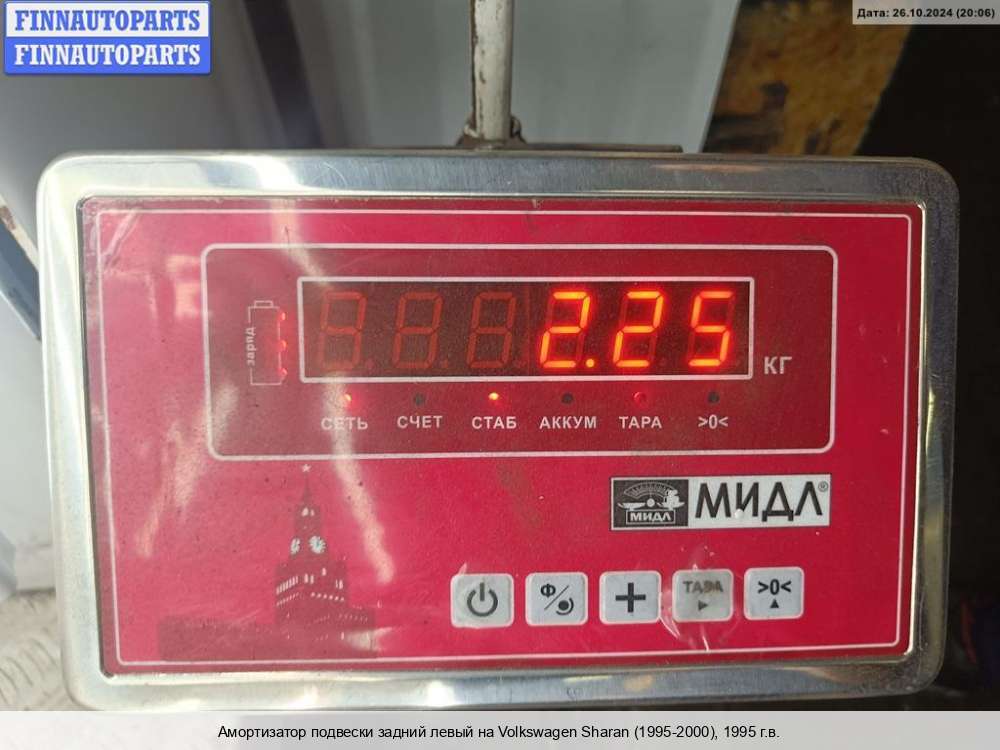 FINNAUTOPARTS
FINNAUTOPARTS
Дата: 26.10.2024 (20:06)
заряд
2.25
КГ
СЕТЬ СЧЕТ СТАБ АККУМ ТАРА >0<
МИДЛ МИДЛ®
Ф ТАРА >0<
Амортизатор подвески задний левый на Volkswagen Sharan (1995-2000), 1995 г.в.